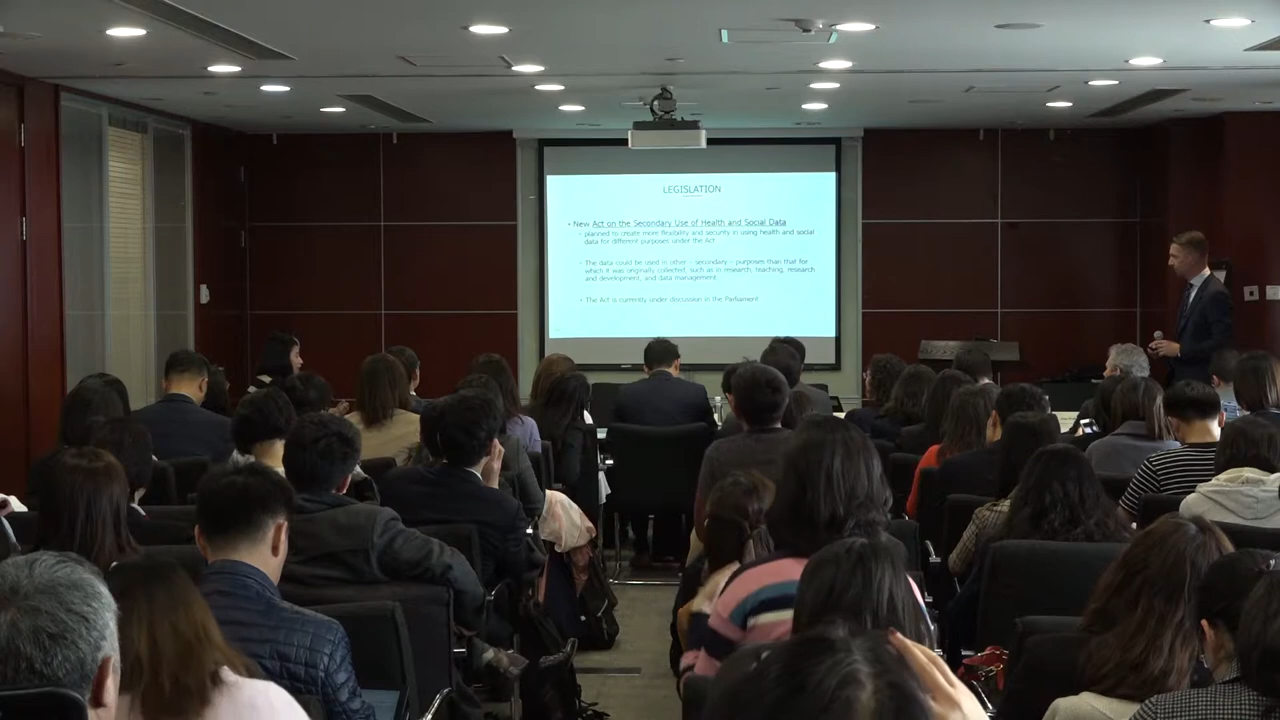 LEGISLATION
• New Act on the Secondary Use of Health and Social Data
- planned to create more flexibility and security in using health and social
data for different purposes under the Act
- The data could be used in other – secondary – purposes than that for
which it was originally collected, such as in research, teaching, research
and development, and data management
- The Act is currently under discussion in the Parliament